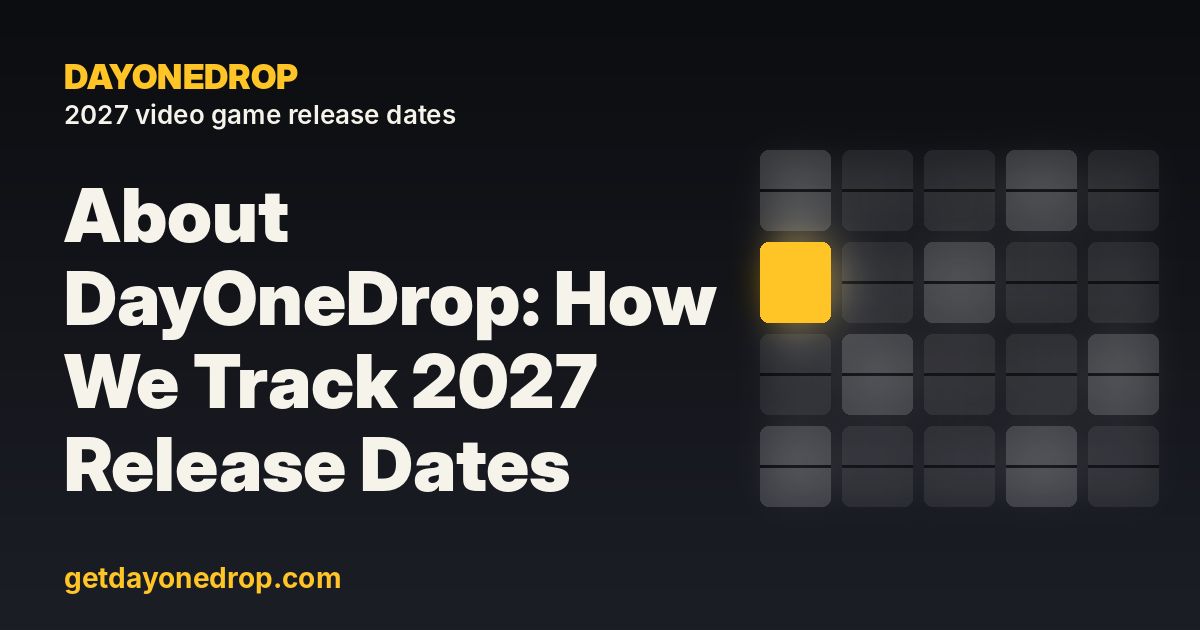 DAYONEDROP
2027 video game release dates
About
DayOneDrop: How
We Track 2027
Release Dates
getdayonedrop.com